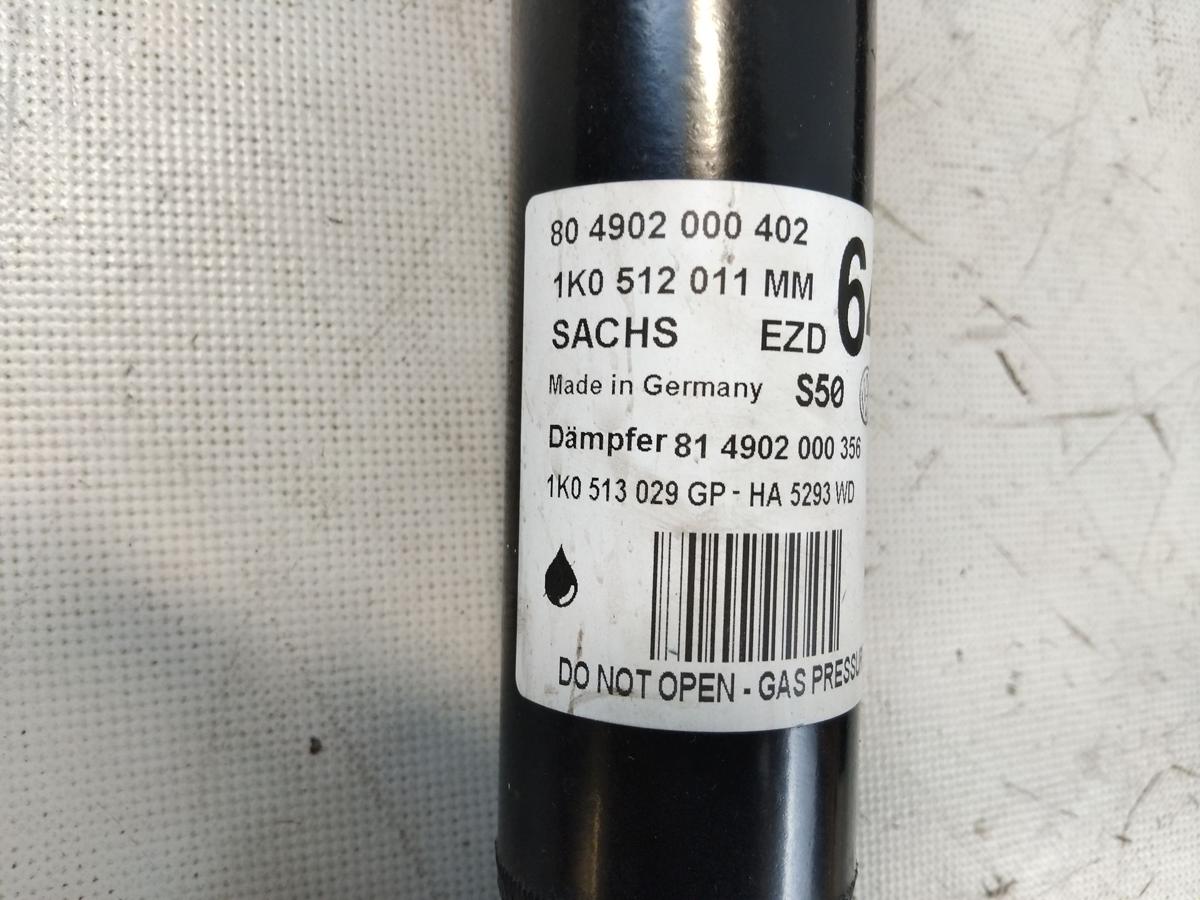 80 4902 000 402
1K0 512 011 MM
SACHS EZD
Made in Germany S50
Dämpfer 81 4902 000 356
1K0 513 029 GP - HA 5293 WD
DO NOT OPEN - GAS